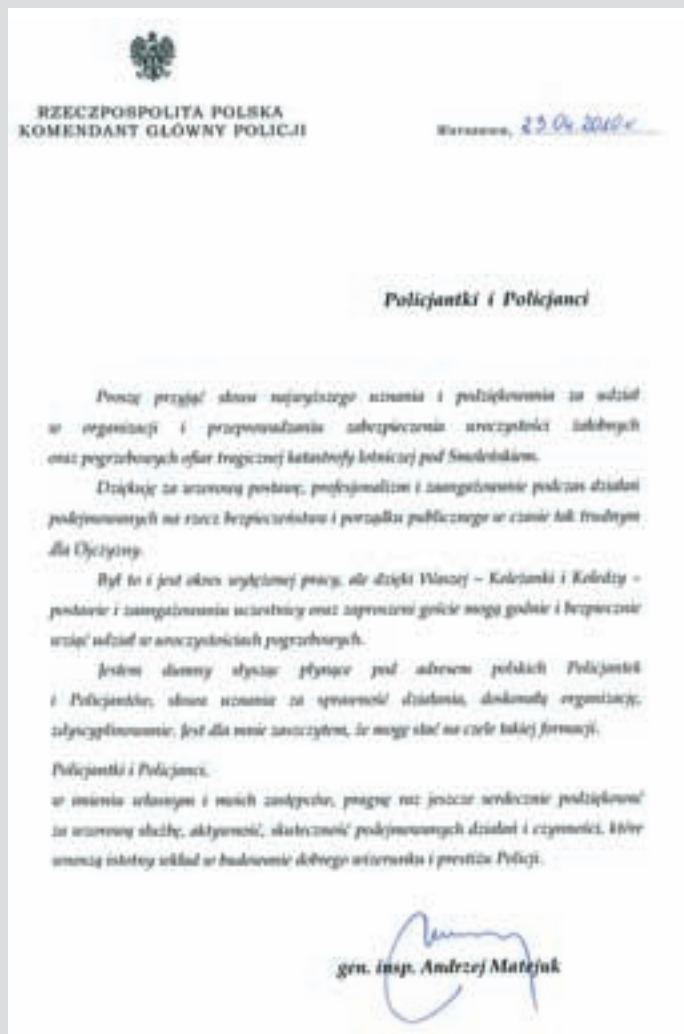 RZECZPOSPOLITA POLSKA
KOMENDANT GŁÓWNY POLICJI
Warszawa, 23.04.2010 r
Policjantki i Policjanci
Proszę przyjąć słowa najwyższego uznania i podziękowania za udział
w organizacji i przeprowadzaniu zabezpieczenia uroczystości żałobnych
oraz pogrzebowych ofiar tragicznej katastrofy lotniczej pod Smoleńskiem.
Dziękuję za wzorową postawę, profesjonalizm i zaangażowanie podczas działań
podejmowanych na rzecz bezpieczeństwa i porządku publicznego w czasie tak trudnym
dla Ojczyzny.
Był to i jest okres wytężonej pracy, ale dzięki Waszej – Koleżanki i Koledzy –
postawie i zaangażowaniu uczestnicy oraz zaproszeni goście mogą godnie i bezpiecznie
wziąć udział w uroczystościach pogrzebowych.
Jestem dumny słysząc płynące pod adresem polskich Policjantek
i Policjantów, słowa uznania za sprawność działania, doskonałą organizację,
zdyscyplinowanie. Jest dla mnie zaszczytem, że mogę stać na czele takiej formacji.
Policjantki i Policjanci,
w imieniu własnym i moich zastępców, pragnę raz jeszcze serdecznie podziękować
za wzorową służbę, aktywność, skuteczność podejmowanych działań i czynności, które
wnoszą istotny wkład w budowanie dobrego wizerunku i prestiżu Policji.
gen. insp. Andrzej Matejuk